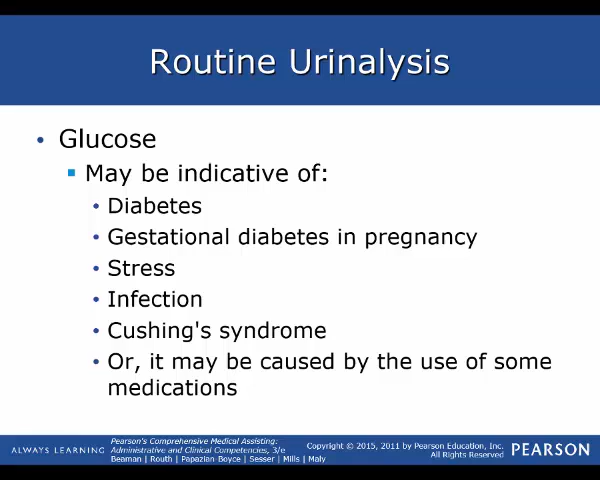 Routine Urinalysis
• Glucose
▪ May be indicative of:
• Diabetes
• Gestational diabetes in pregnancy
• Stress
• Infection
• Cushing's syndrome
• Or, it may be caused by the use of some
medications
ALWAYS LEARNING
Pearson's Comprehensive Medical Assisting:
Administrative and Clinical Competencies, 3/e
Beaman | Routh | Papazian Boyce | Sesser | Mills | Maly
Copyright © 2015, 2011 by Pearson Education, Inc.
All Rights Reserved
PEARSON